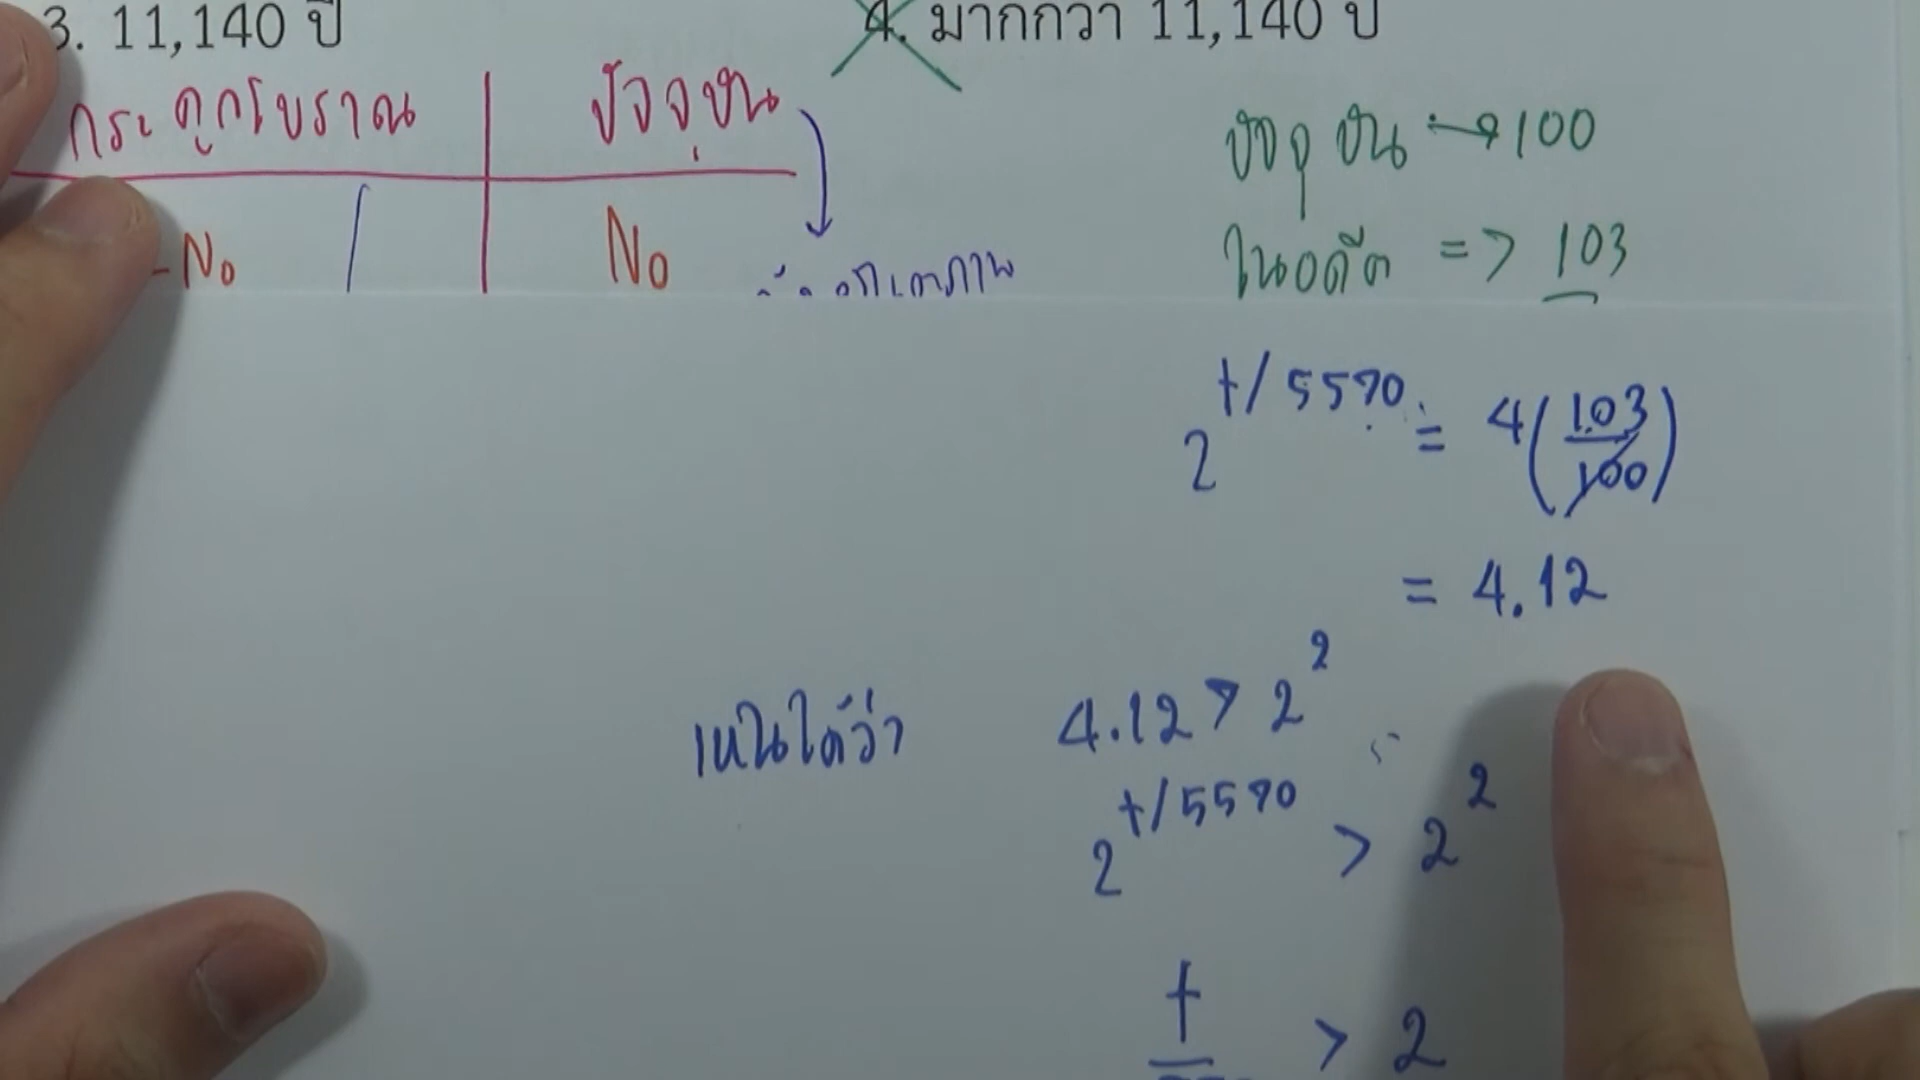 3. 11,140 ปี
4. มากกว่า 11,140 ปี
กระดูกโบราณ ปัจจุบัน
No No
ปัจจุบัน → 100
ในอดีต => 103
2^{t/5570} = 4(103/100)
= 4.12
เห็นได้ว่า 4.12 > 2^2
2^{t/5570} > 2^2
t > 2